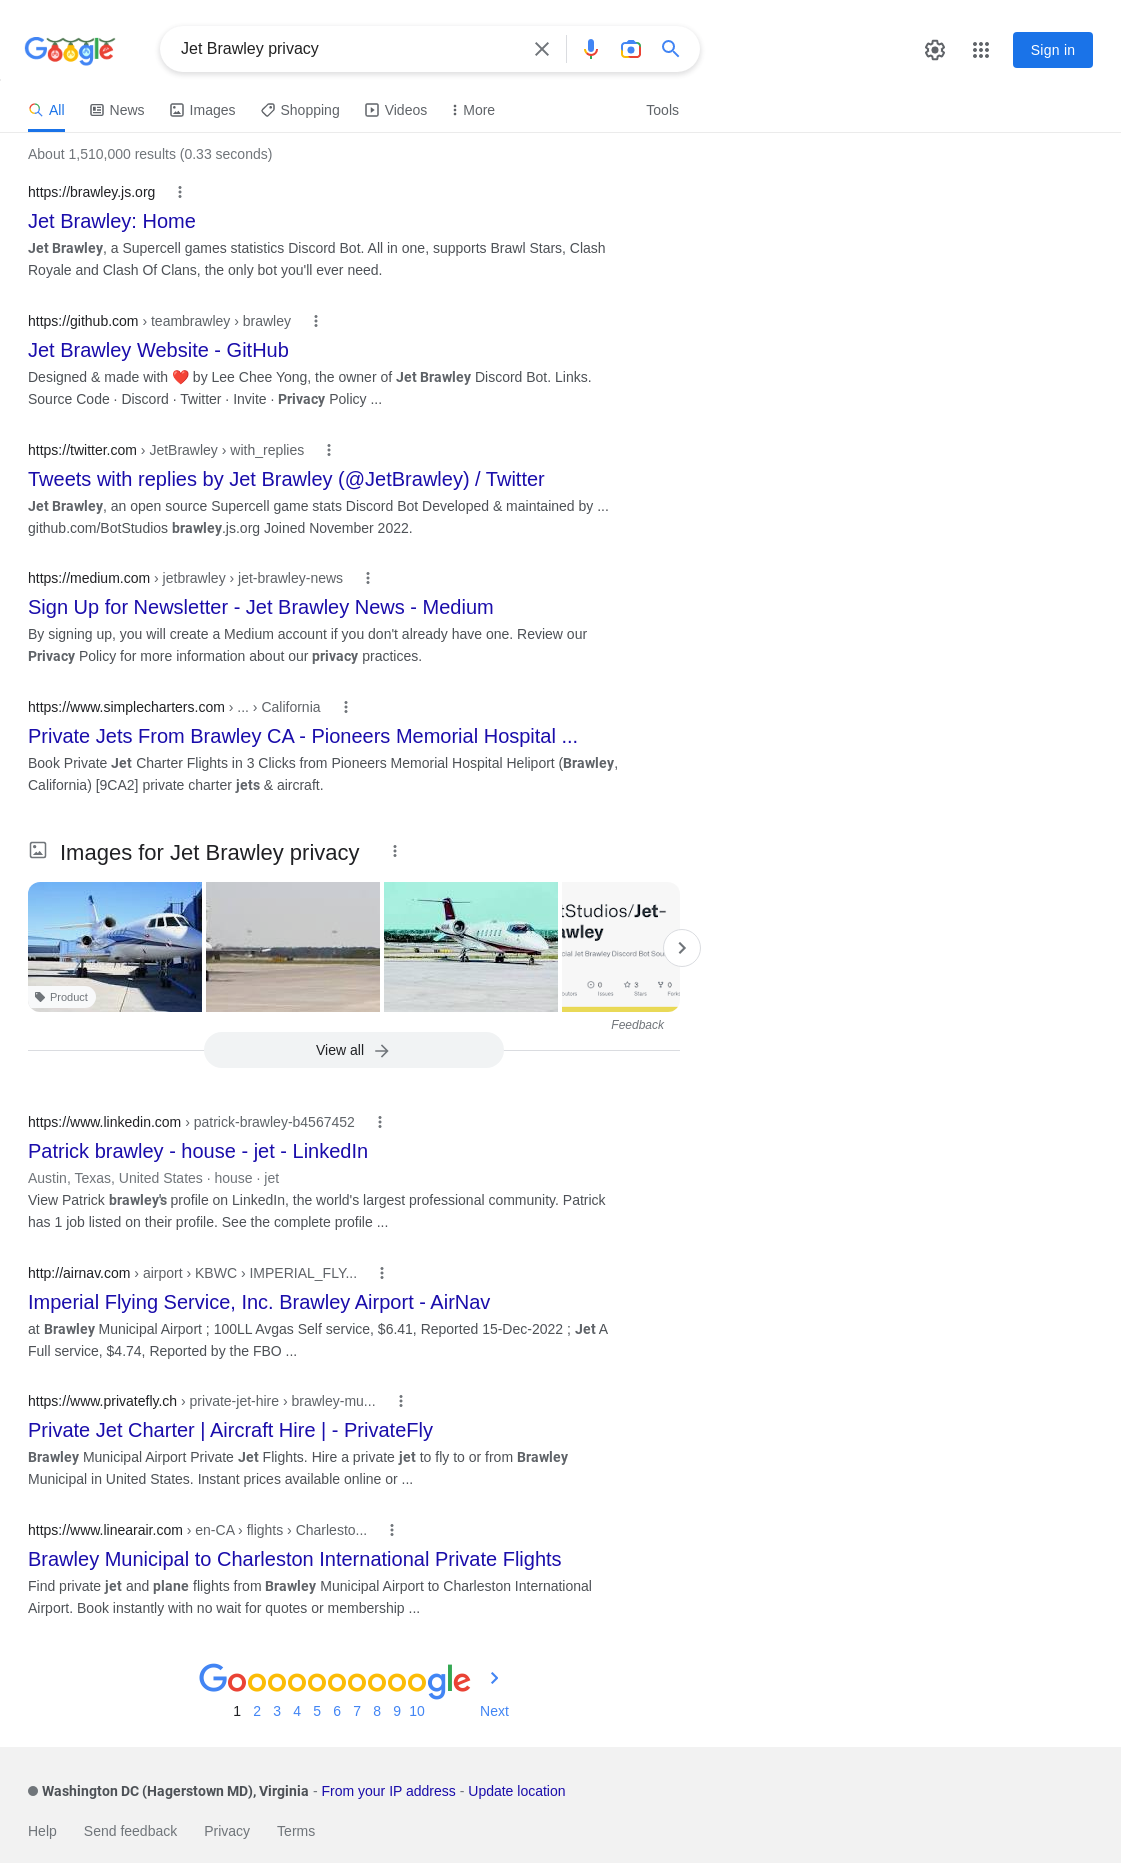 Google
Jet Brawley privacy
Sign in
All
News
Images
Shopping
Videos
More
Tools
About 1,510,000 results (0.33 seconds)
https://brawley.js.org
Jet Brawley: Home
Jet Brawley, a Supercell games statistics Discord Bot. All in one, supports Brawl Stars, Clash
Royale and Clash Of Clans, the only bot you'll ever need.
https://github.com › teambrawley › brawley
Jet Brawley Website - GitHub
Designed & made with ❤️ by Lee Chee Yong, the owner of Jet Brawley Discord Bot. Links.
Source Code · Discord · Twitter · Invite · Privacy Policy ...
https://twitter.com › JetBrawley › with_replies
Tweets with replies by Jet Brawley (@JetBrawley) / Twitter
Jet Brawley, an open source Supercell game stats Discord Bot Developed & maintained by ...
github.com/BotStudios brawley.js.org Joined November 2022.
https://medium.com › jetbrawley › jet-brawley-news
Sign Up for Newsletter - Jet Brawley News - Medium
By signing up, you will create a Medium account if you don't already have one. Review our
Privacy Policy for more information about our privacy practices.
https://www.simplecharters.com › ... › California
Private Jets From Brawley CA - Pioneers Memorial Hospital ...
Book Private Jet Charter Flights in 3 Clicks from Pioneers Memorial Hospital Heliport (Brawley,
California) [9CA2] private charter jets & aircraft.
Images for Jet Brawley privacy
Product
tStudios/Jet-
awley
cial Jet Brawley Discord Bot Sou
0
3
0
utors
Issues
Stars
Forks
Feedback
View all
https://www.linkedin.com › patrick-brawley-b4567452
Patrick brawley - house - jet - LinkedIn
Austin, Texas, United States · house · jet
View Patrick brawley's profile on LinkedIn, the world's largest professional community. Patrick
has 1 job listed on their profile. See the complete profile ...
http://airnav.com › airport › KBWC › IMPERIAL_FLY...
Imperial Flying Service, Inc. Brawley Airport - AirNav
at Brawley Municipal Airport ; 100LL Avgas Self service, $6.41, Reported 15-Dec-2022 ; Jet A
Full service, $4.74, Reported by the FBO ...
https://www.privatefly.ch › private-jet-hire › brawley-mu...
Private Jet Charter | Aircraft Hire | - PrivateFly
Brawley Municipal Airport Private Jet Flights. Hire a private jet to fly to or from Brawley
Municipal in United States. Instant prices available online or ...
https://www.linearair.com › en-CA › flights › Charlesto...
Brawley Municipal to Charleston International Private Flights
Find private jet and plane flights from Brawley Municipal Airport to Charleston International
Airport. Book instantly with no wait for quotes or membership ...
Goooooooooogle
1 2 3 4 5 6 7 8 9 10 Next
Washington DC (Hagerstown MD), Virginia - From your IP address - Update location
Help
Send feedback
Privacy
Terms